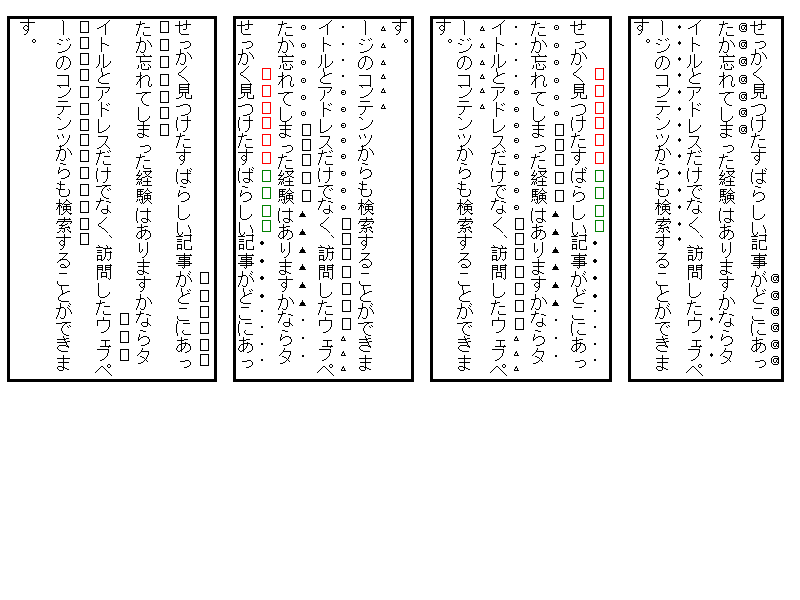 せっかく見つけたすばらしい記事がどこにあっ
たか忘れてしまった経験はありますかならタ
イトルとアドレスだけでなく、訪問したウェブペ
ージのコンテンツからも検索することができま
す。
せっかく見つけたすばらしい記事がどこにあっ
たか忘れてしまった経験はありますかならタ
イトルとアドレスだけでなく、訪問したウェブペ
ージのコンテンツからも検索することができま
す。
せっかく見つけたすばらしい記事がどこにあっ
たか忘れてしまった経験はありますかならタ
イトルとアドレスだけでなく、訪問したウェブペ
ージのコンテンツからも検索することができま
す。
せっかく見つけたすばらしい記事がどこにあっ
たか忘れてしまった経験はありますかならタ
イトルとアドレスだけでなく、訪問したウェブペ
ージのコンテンツからも検索することができま
す。